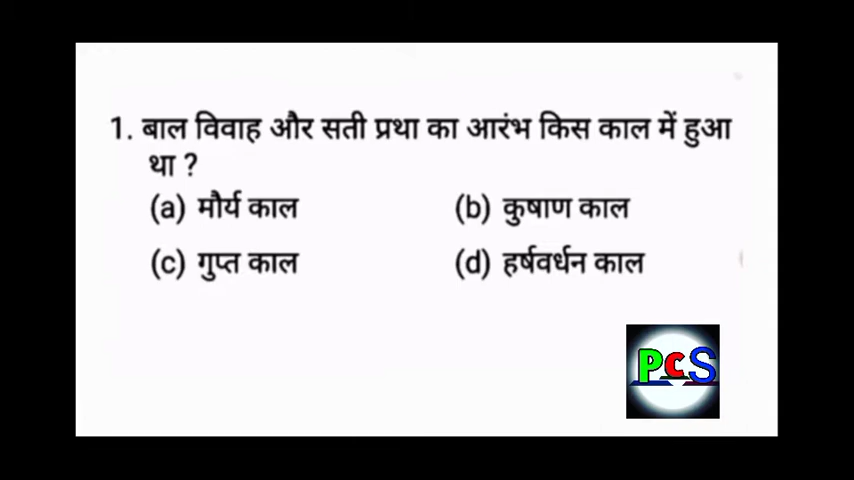 1. बाल विवाह और सती प्रथा का आरंभ किस काल में हुआ
था ?
(a) मौर्य काल (b) कुषाण काल
(c) गुप्त काल (d) हर्षवर्धन काल
PCS